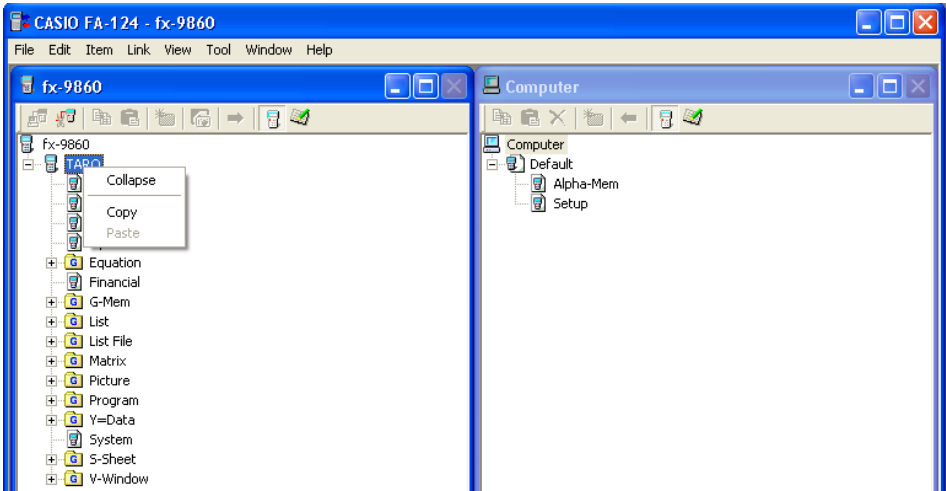 CASIO FA-124 - fx-9860
File Edit Item Link View Tool Window Help
fx-9860
fx-9860
TARO
Collapse
Copy
Paste
Equation
Financial
G-Mem
List
List File
Matrix
Picture
Program
Y=Data
System
S-Sheet
V-Window
Computer
Computer
Default
Alpha-Mem
Setup